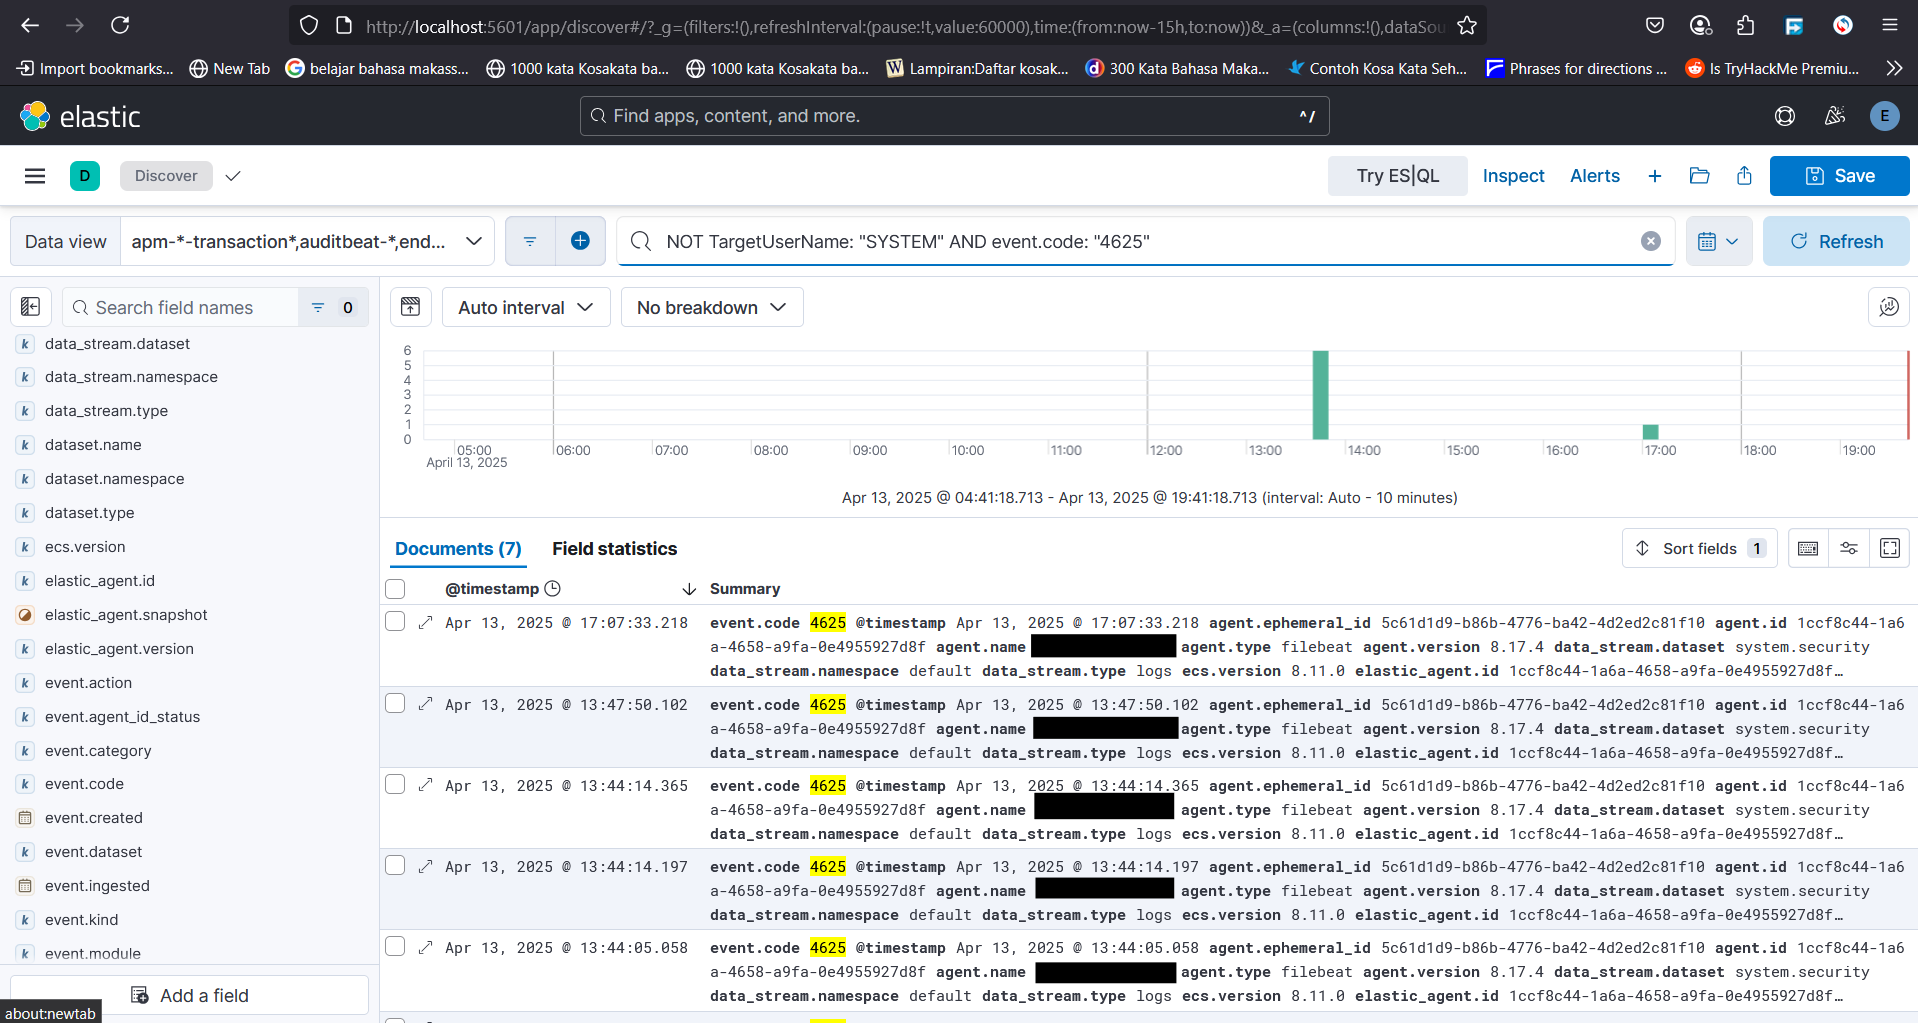 http://localhost:5601/app/discover#/?_g=(filters:!(),refreshInterval:(pause:!t,value:60000),time:(from:now-15h,to:now))&_a=(columns:!(),dataSou
Import bookmarks... New Tab belajar bahasa makass... 1000 kata Kosakata ba... 1000 kata Kosakata ba... Lampiran:Daftar kosak... 300 Kata Bahasa Maka... Contoh Kosa Kata Seh... Phrases for directions ... Is TryHackMe Premiu...
elastic Find apps, content, and more. ^/ E
D Discover Try ES|QL Inspect Alerts + Save
Data view apm-*-transaction*,auditbeat-*,end... NOT TargetUserName: "SYSTEM" AND event.code: "4625" Refresh
Search field names 0
data_stream.dataset
data_stream.namespace
data_stream.type
dataset.name
dataset.namespace
dataset.type
ecs.version
elastic_agent.id
elastic_agent.snapshot
elastic_agent.version
event.action
event.agent_id_status
event.category
event.code
event.created
event.dataset
event.ingested
event.kind
event.module
Add a field
about:newtab
Auto interval No breakdown
6
5
4
3
2
1
0
05:00 06:00 07:00 08:00 09:00 10:00 11:00 12:00 13:00 14:00 15:00 16:00 17:00 18:00 19:00
April 13, 2025
Apr 13, 2025 @ 04:41:18.713 - Apr 13, 2025 @ 19:41:18.713 (interval: Auto - 10 minutes)
Documents (7) Field statistics Sort fields 1
@timestamp Summary
Apr 13, 2025 @ 17:07:33.218 event.code 4625 @timestamp Apr 13, 2025 @ 17:07:33.218 agent.ephemeral_id 5c61d1d9-b86b-4776-ba42-4d2ed2c81f10 agent.id 1ccf8c44-1a6
a-4658-a9fa-0e4955927d8f agent.name agent.type filebeat agent.version 8.17.4 data_stream.dataset system.security
data_stream.namespace default data_stream.type logs ecs.version 8.11.0 elastic_agent.id 1ccf8c44-1a6a-4658-a9fa-0e4955927d8f…
Apr 13, 2025 @ 13:47:50.102 event.code 4625 @timestamp Apr 13, 2025 @ 13:47:50.102 agent.ephemeral_id 5c61d1d9-b86b-4776-ba42-4d2ed2c81f10 agent.id 1ccf8c44-1a6
a-4658-a9fa-0e4955927d8f agent.name agent.type filebeat agent.version 8.17.4 data_stream.dataset system.security
data_stream.namespace default data_stream.type logs ecs.version 8.11.0 elastic_agent.id 1ccf8c44-1a6a-4658-a9fa-0e4955927d8f…
Apr 13, 2025 @ 13:44:14.365 event.code 4625 @timestamp Apr 13, 2025 @ 13:44:14.365 agent.ephemeral_id 5c61d1d9-b86b-4776-ba42-4d2ed2c81f10 agent.id 1ccf8c44-1a6
a-4658-a9fa-0e4955927d8f agent.name agent.type filebeat agent.version 8.17.4 data_stream.dataset system.security
data_stream.namespace default data_stream.type logs ecs.version 8.11.0 elastic_agent.id 1ccf8c44-1a6a-4658-a9fa-0e4955927d8f…
Apr 13, 2025 @ 13:44:14.197 event.code 4625 @timestamp Apr 13, 2025 @ 13:44:14.197 agent.ephemeral_id 5c61d1d9-b86b-4776-ba42-4d2ed2c81f10 agent.id 1ccf8c44-1a6
a-4658-a9fa-0e4955927d8f agent.name agent.type filebeat agent.version 8.17.4 data_stream.dataset system.security
data_stream.namespace default data_stream.type logs ecs.version 8.11.0 elastic_agent.id 1ccf8c44-1a6a-4658-a9fa-0e4955927d8f…
Apr 13, 2025 @ 13:44:05.058 event.code 4625 @timestamp Apr 13, 2025 @ 13:44:05.058 agent.ephemeral_id 5c61d1d9-b86b-4776-ba42-4d2ed2c81f10 agent.id 1ccf8c44-1a6
a-4658-a9fa-0e4955927d8f agent.name agent.type filebeat agent.version 8.17.4 data_stream.dataset system.security
data_stream.namespace default data_stream.type logs ecs.version 8.11.0 elastic_agent.id 1ccf8c44-1a6a-4658-a9fa-0e4955927d8f…